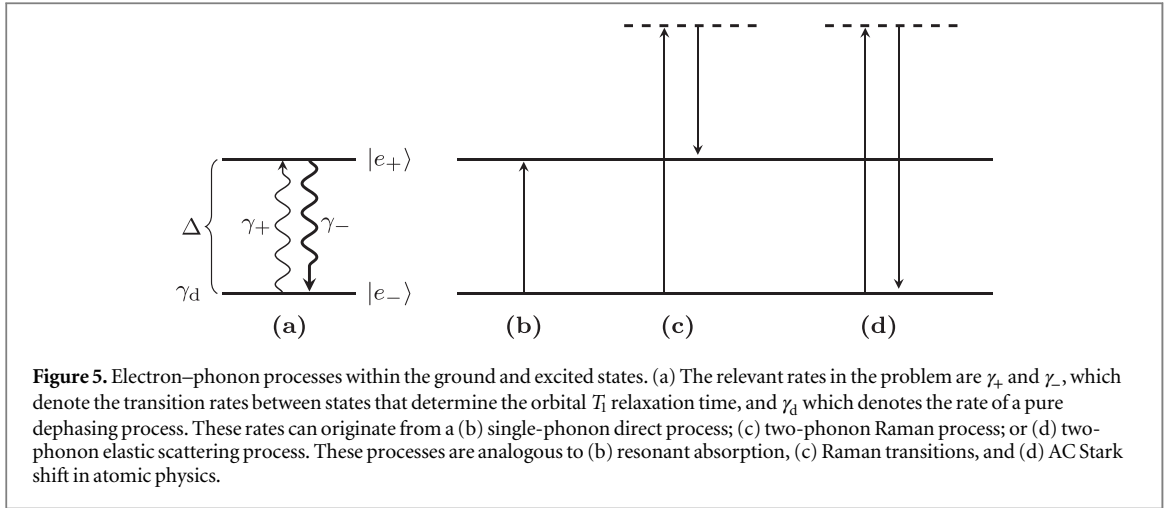 |e₊⟩
Δ
γ+
γ−
γd
|e₋⟩
(a)
(b)
(c)
(d)
Figure 5. Electron–phonon processes within the ground and excited states. (a) The relevant rates in the problem are γ₊ and γ₋, which
denote the transition rates between states that determine the orbital T₁ relaxation time, and γd which denotes the rate of a pure
dephasing process. These rates can originate from a (b) single-phonon direct process; (c) two-phonon Raman process; or (d) two-
phonon elastic scattering process. These processes are analogous to (b) resonant absorption, (c) Raman transitions, and (d) AC Stark
shift in atomic physics.